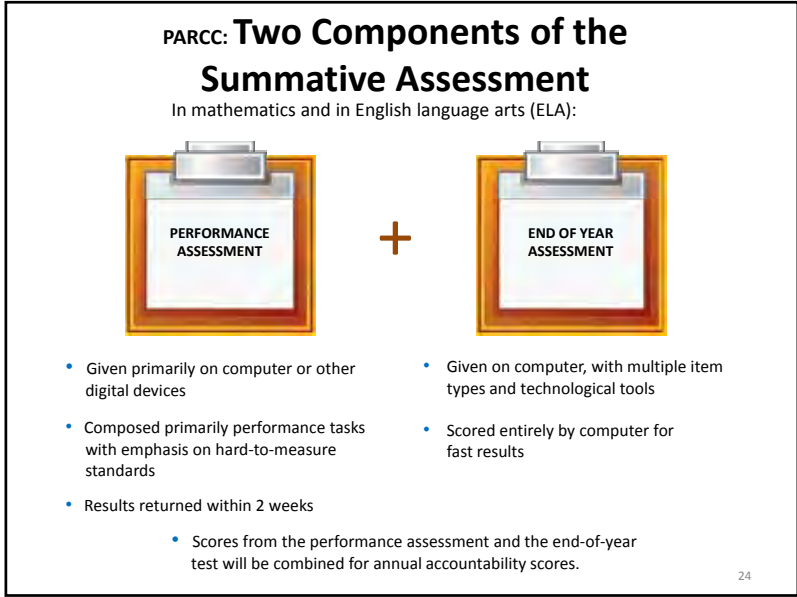 PARCC: Two Components of the
Summative Assessment
In mathematics and in English language arts (ELA):
PERFORMANCE
ASSESSMENT
+
END OF YEAR
ASSESSMENT
• Given primarily on computer or other
digital devices
• Composed primarily performance tasks
with emphasis on hard-to-measure
standards
• Results returned within 2 weeks
• Given on computer, with multiple item
types and technological tools
• Scored entirely by computer for
fast results
• Scores from the performance assessment and the end-of-year
test will be combined for annual accountability scores.
24